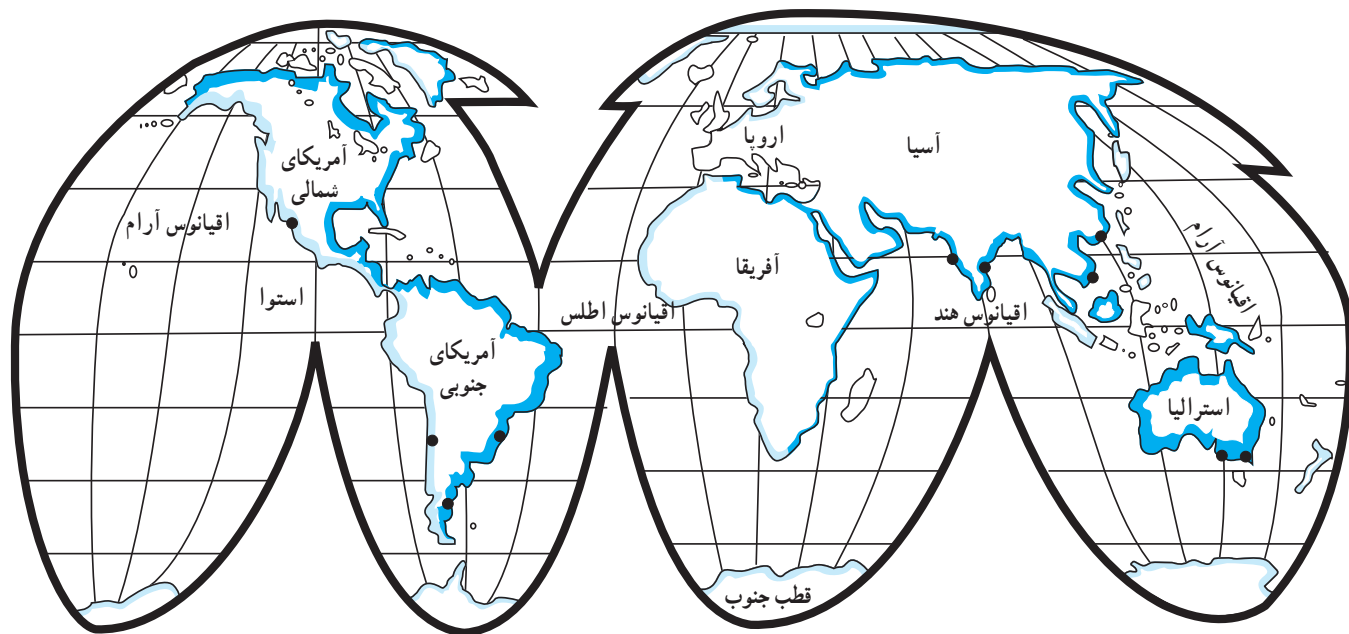 آمریکای
شمالی
اقیانوس آرام
استوا
آمریکای
جنوبی
اقیانوس اطلس
اروپا
آسیا
آفریقا
اقیانوس هند
اقیانوس آرام
استرالیا
قطب جنوب